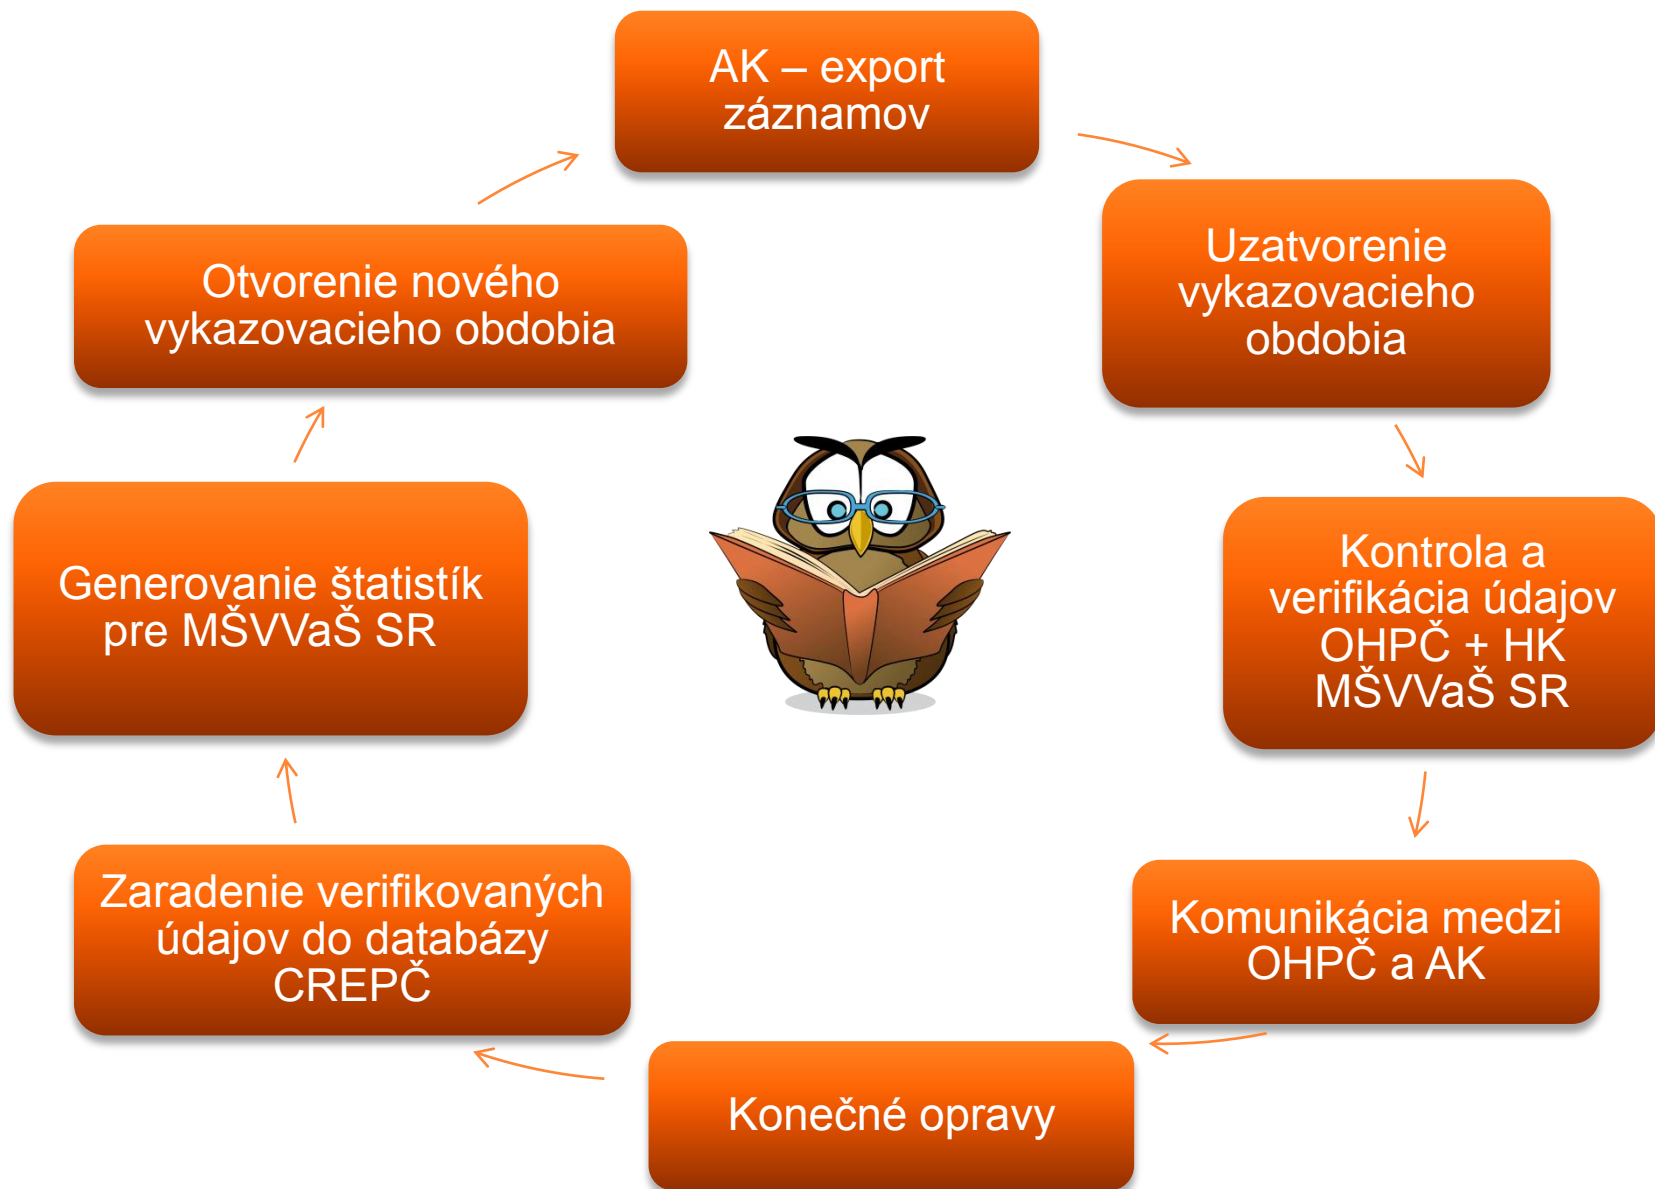 AK – export
záznamov
Uzatvorenie
vykazovacieho
obdobia
Kontrola a
verifikácia údajov
OHPČ + HK
MŠVVaŠ SR
Komunikácia medzi
OHPČ a AK
Konečné opravy
Zaradenie verifikovaných
údajov do databázy
CREPČ
Generovanie štatistík
pre MŠVVaŠ SR
Otvorenie nového
vykazovacieho obdobia